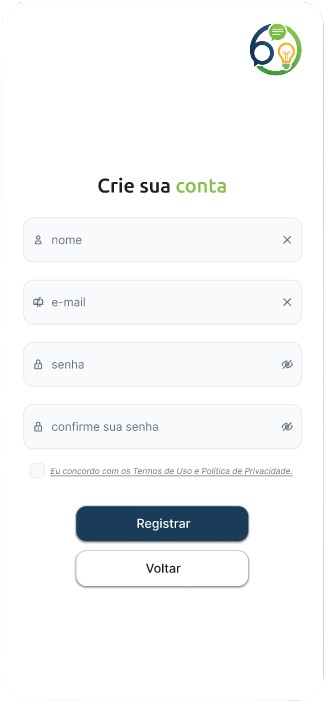 Crie sua conta
nome
e-mail
senha
confirme sua senha
Eu concordo com os Termos de Uso e Política de Privacidade.
Registrar
Voltar